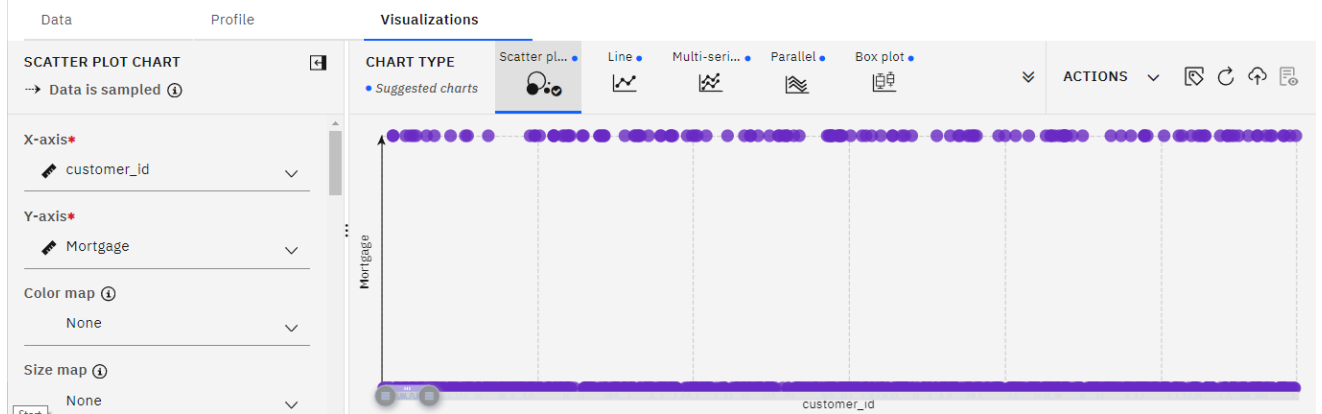 Data
Profile
Visualizations
SCATTER PLOT CHART
Data is sampled
X-axis*
customer_id
Y-axis*
Mortgage
Color map
None
Size map
None
Start
CHART TYPE
Suggested charts
Scatter pl...
Line
Multi-seri...
Parallel
Box plot
ACTIONS
Mortgage
customer_id